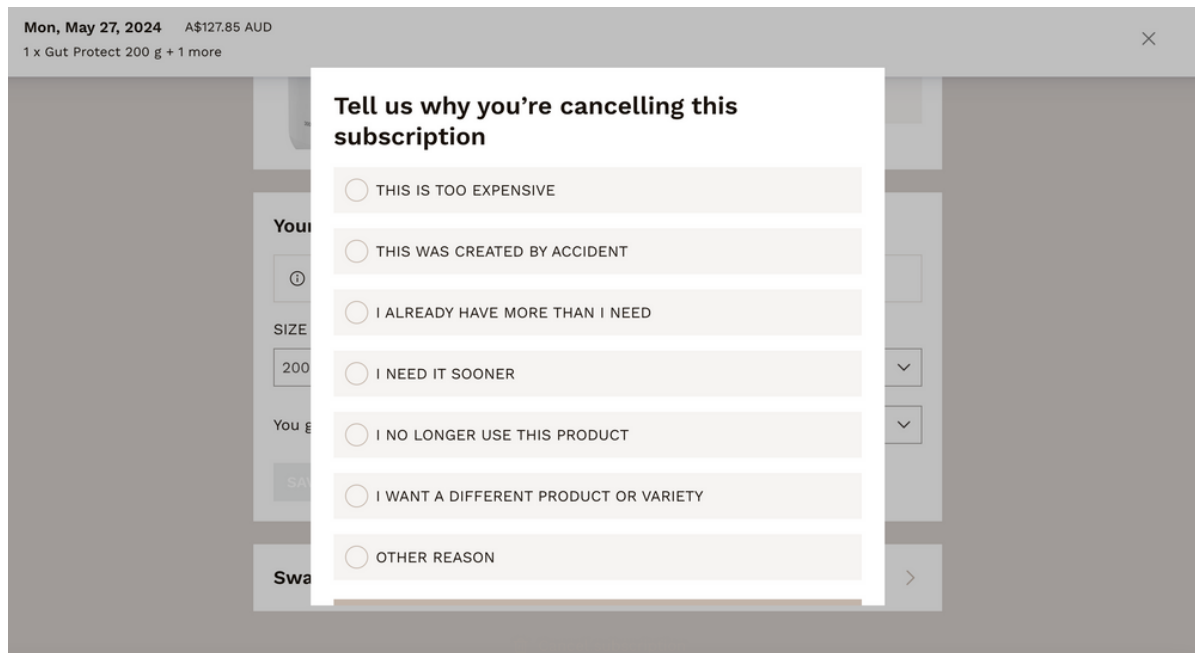 Mon, May 27, 2024 A$127.85 AUD
1 x Gut Protect 200 g + 1 more
Tell us why you’re cancelling this
subscription
THIS IS TOO EXPENSIVE
THIS WAS CREATED BY ACCIDENT
I ALREADY HAVE MORE THAN I NEED
I NEED IT SOONER
I NO LONGER USE THIS PRODUCT
I WANT A DIFFERENT PRODUCT OR VARIETY
OTHER REASON
SIZE
200